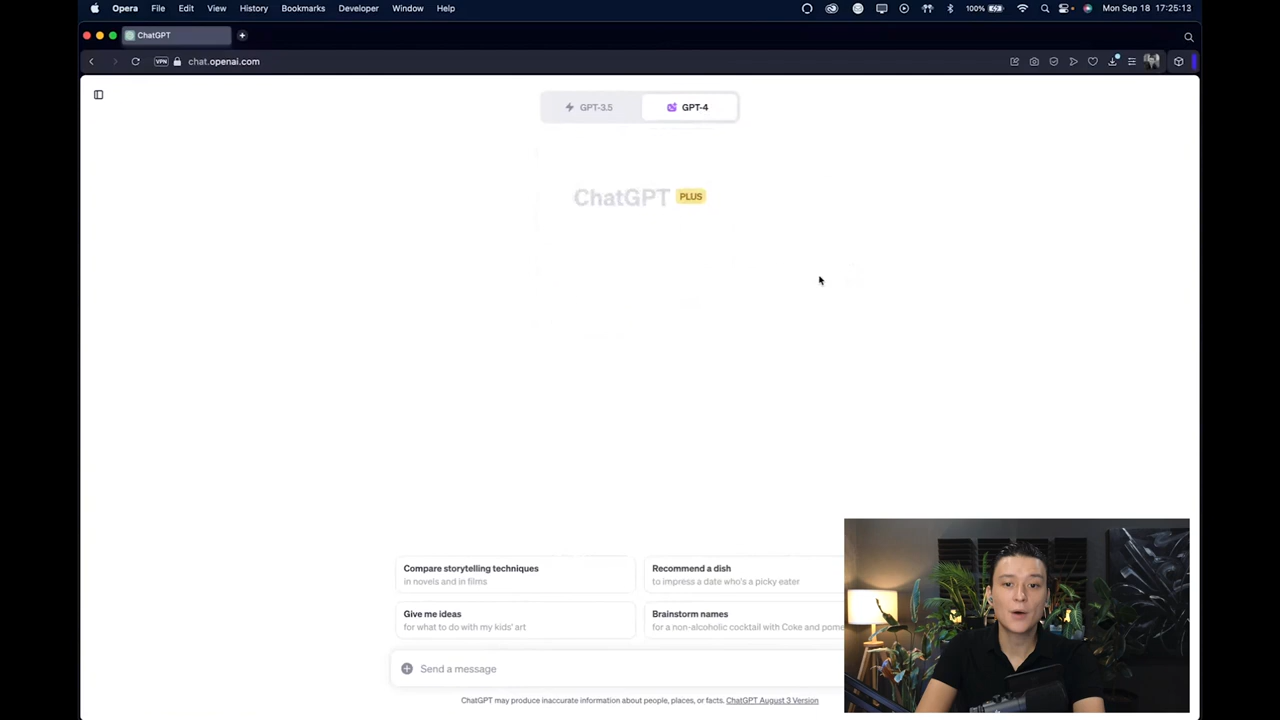 Opera File Edit View History Bookmarks Developer Window Help 100% Mon Sep 18 17:25:13
ChatGPT
VPN chat.openai.com
GPT-3.5 GPT-4
ChatGPT PLUS
Compare storytelling techniques
in novels and in films
Recommend a dish
to impress a date who's a picky eater
Give me ideas
for what to do with my kids' art
Brainstorm names
for a non-alcoholic cocktail with Coke and pome
Send a message
ChatGPT may produce inaccurate information about people, places, or facts. ChatGPT August 3 Version